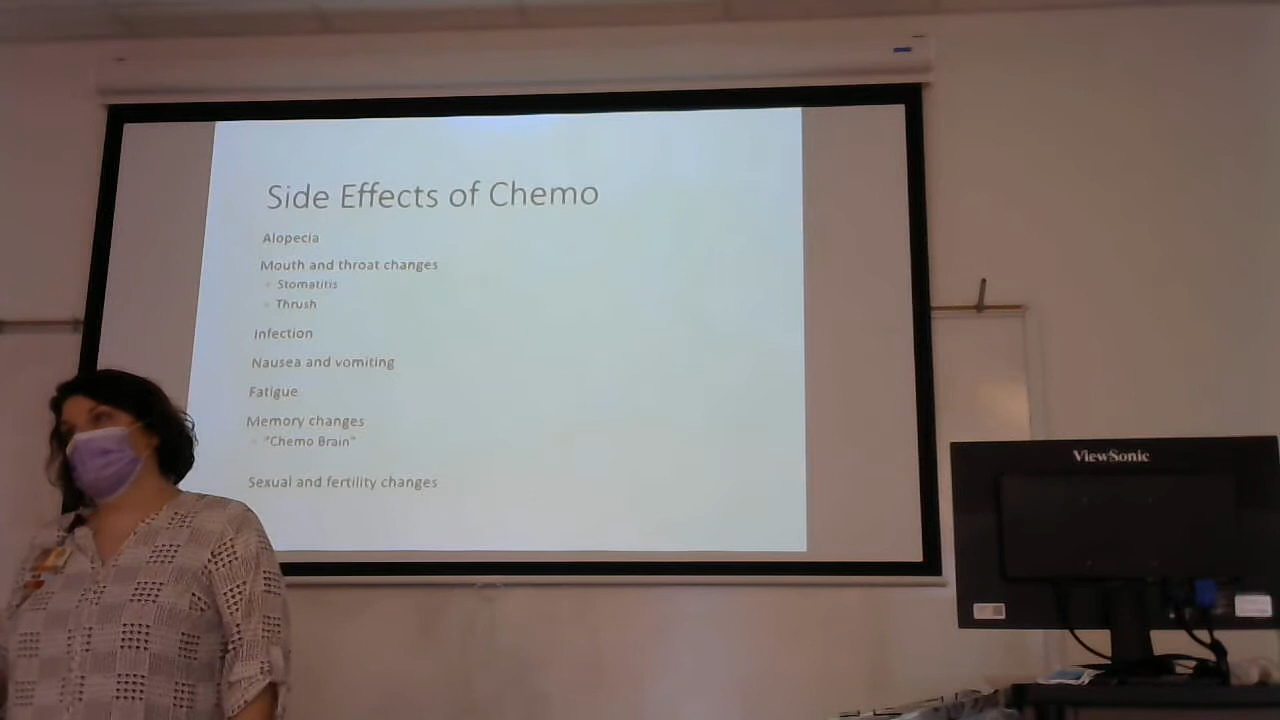 Side Effects of Chemo
Alopecia
Mouth and throat changes
Stomatitis
Thrush
Infection
Nausea and vomiting
Fatigue
Memory changes
"Chemo Brain"
Sexual and fertility changes
ViewSonic